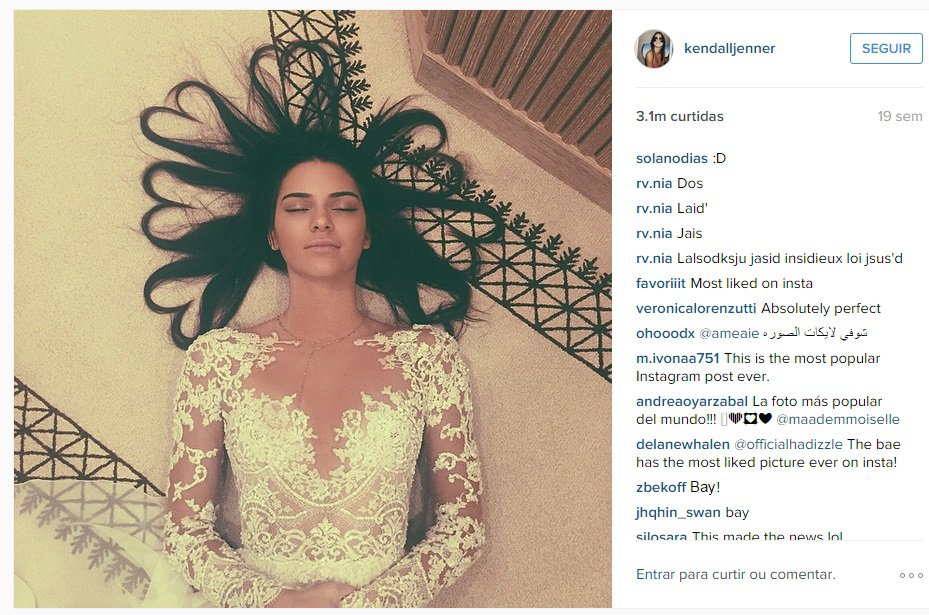 kendalljenner
SEGUIR
3.1m curtidas
19 sem
solanodias :D
rv.nia Dos
rv.nia Laid'
rv.nia Jais
rv.nia Lalsodksju jasid insidieux loi jsus'd
favoriiit Most liked on insta
veronicalorenzutti Absolutely perfect
ohooodx @ameaie شوفي لايكات الصوره
m.ivonaa751 This is the most popular
Instagram post ever.
andreaoyarzabal La foto más popular
del mundo!!! @maademmoiselle
delanewhalen @officialhadizzle The bae
has the most liked picture ever on insta!
zbekoff Bay!
jhqhin_swan bay
silosara This made the news lol
Entrar para curtir ou comentar.